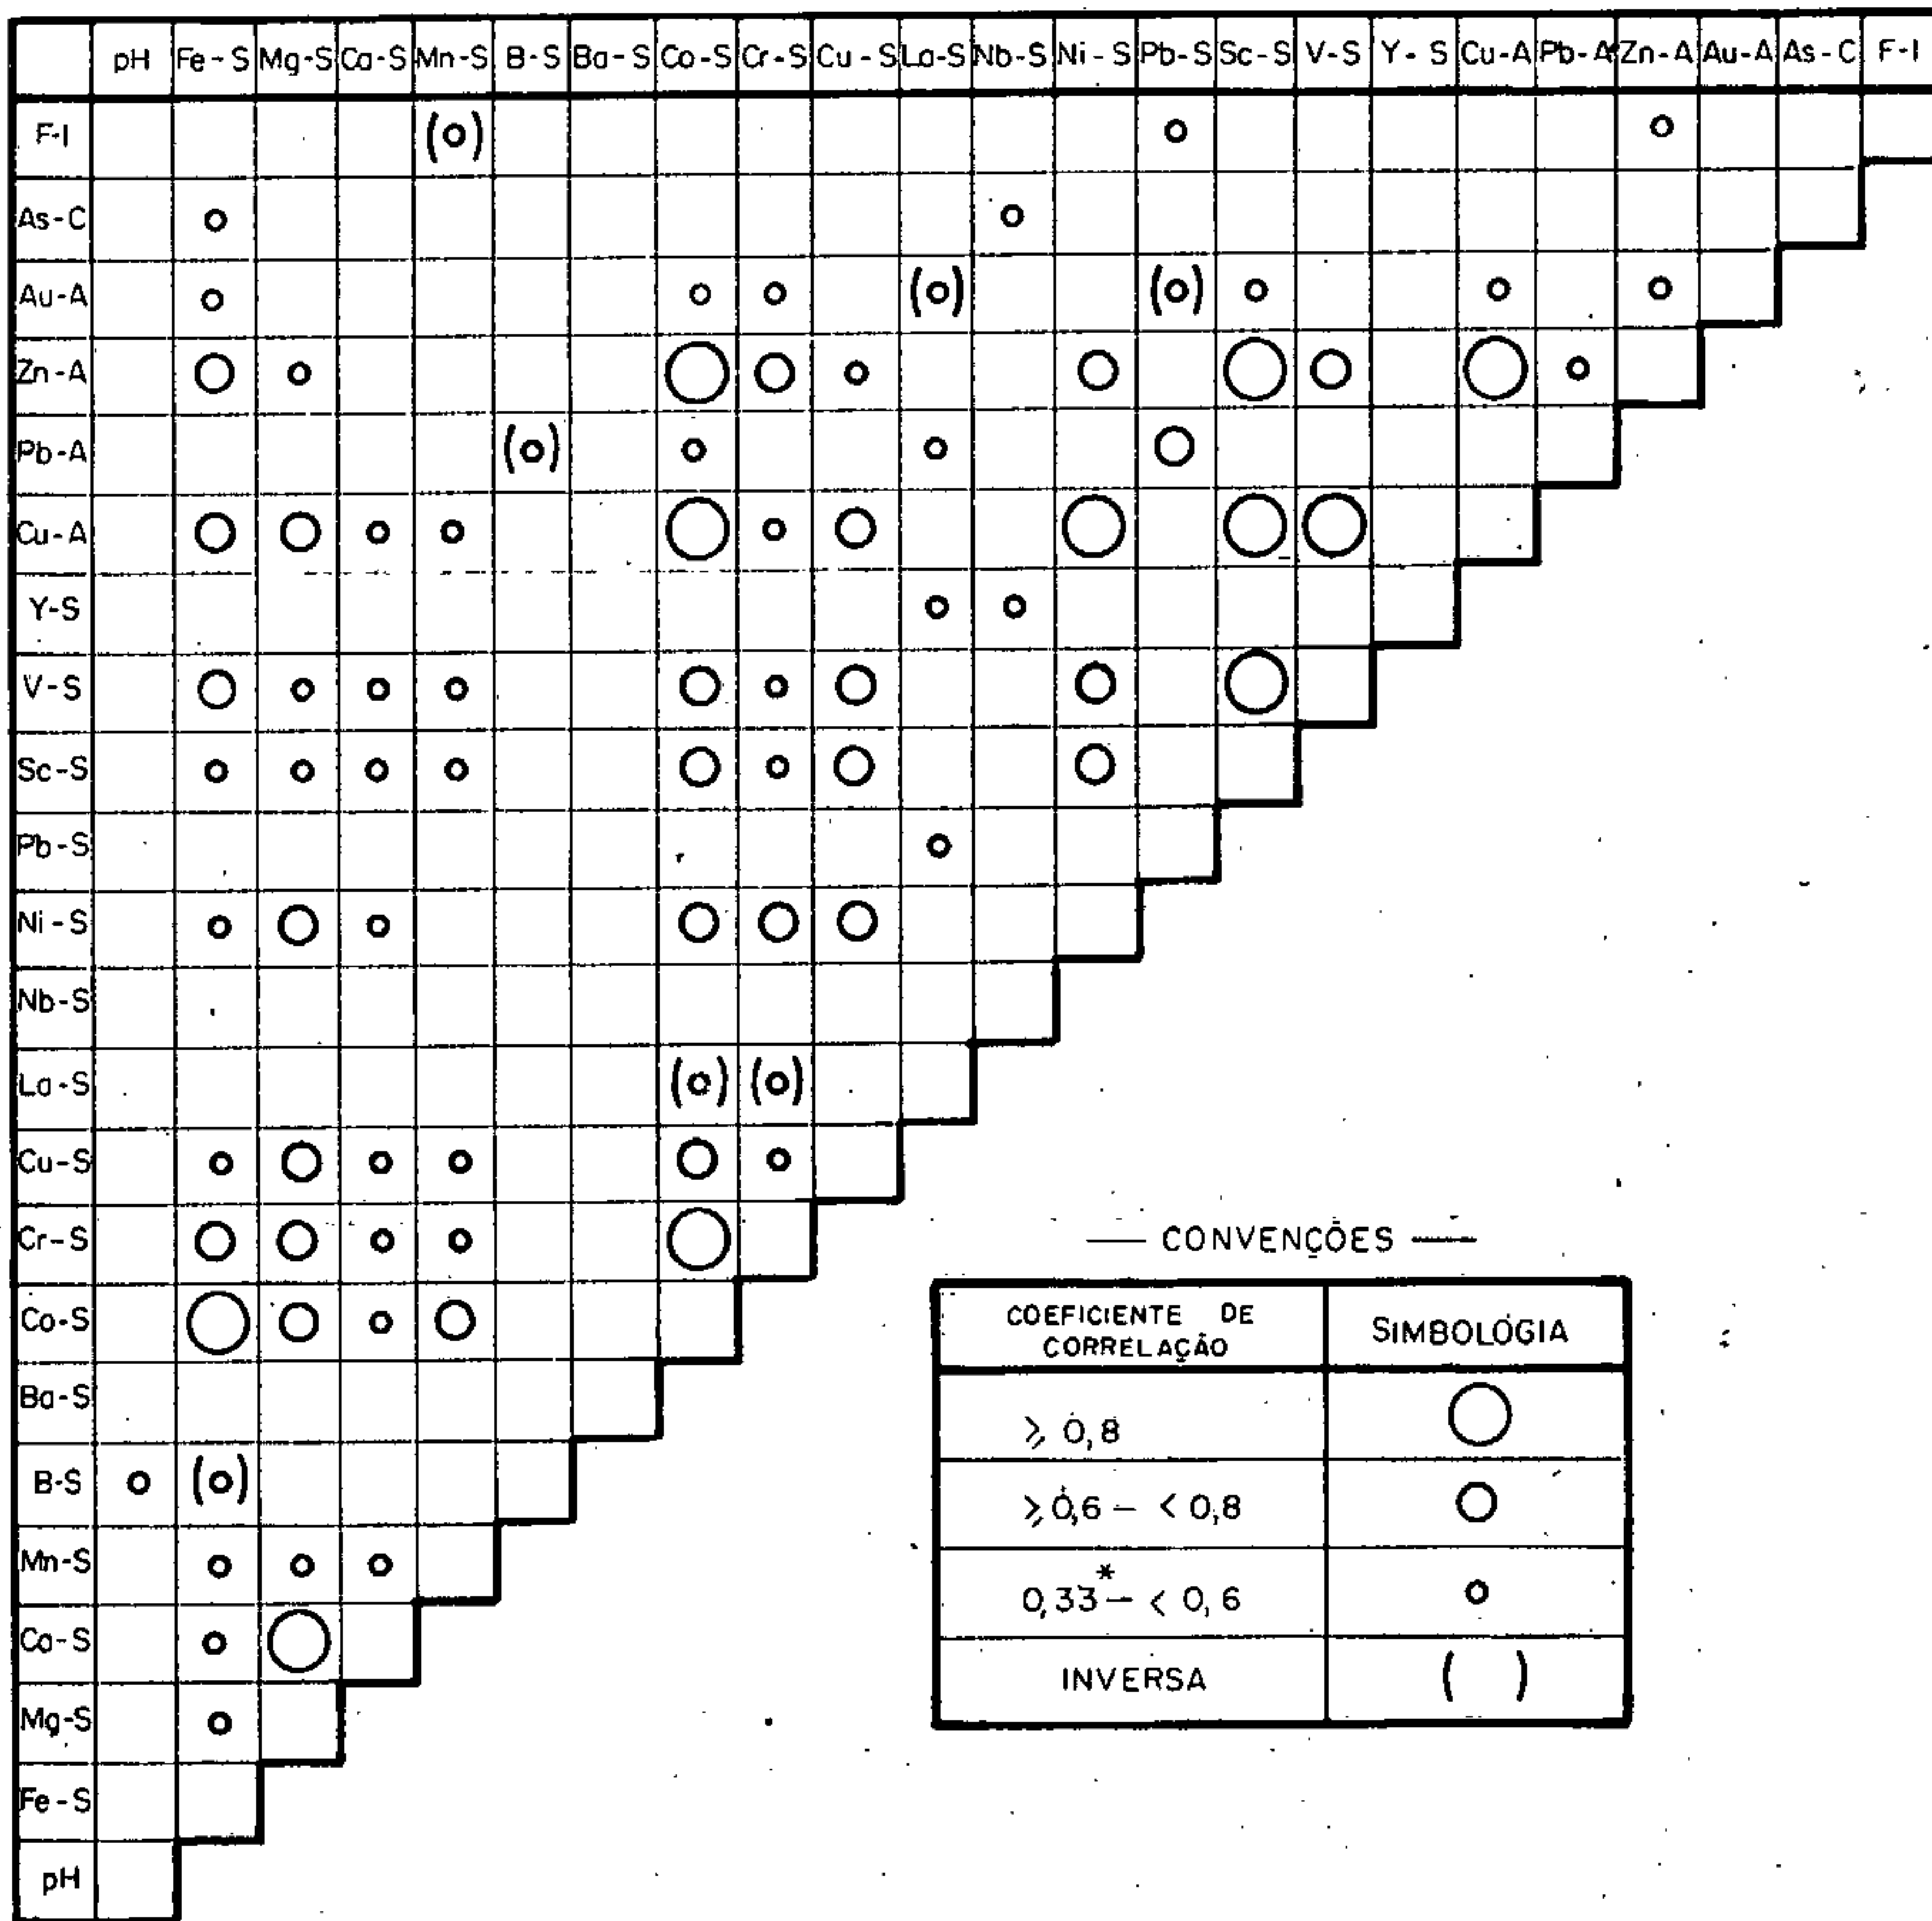 pH Fe-S Mg-S Ca-S Mn-S B-S Ba-S Co-S Cr-S Cu-S La-S Nb-S Ni-S Pb-S Sc-S V-S Y-S Cu-A Pb-A Zn-A Au-A As-C F-I
F-I (o) o o
As-C o o
Au-A o o o (o) (o) o o o
Zn-A
Pb-A (o) o o
Cu-A
Y-S o o
V-S
Sc-S
Pb-S o
Ni-S
Nb-S
La-S (o) (o)
Cu-S
Cr-S
Co-S
Ba-S
B-S o (o)
Mn-S o o o
Ca-S
Mg-S o
Fe-S
pH
— CONVENÇÕES —
COEFICIENTE DE
CORRELAÇÃO
SIMBOLOGIA
⩾ 0,8
⩾ 0,6 — < 0,8
0,33* — < 0,6
INVERSA ( )